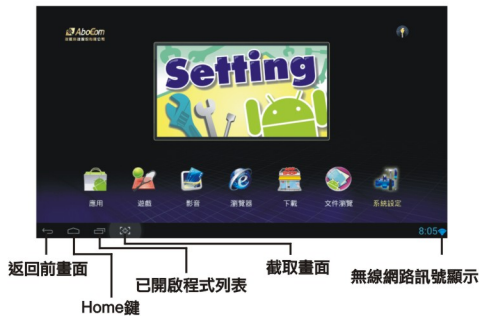 AboCom
Setting
應用 遊戲 影音 瀏覽器 下載 文件瀏覽 系統設定
8:05
返回前畫面
Home鍵
已開啟程式列表
截取畫面
無線網路訊號顯示